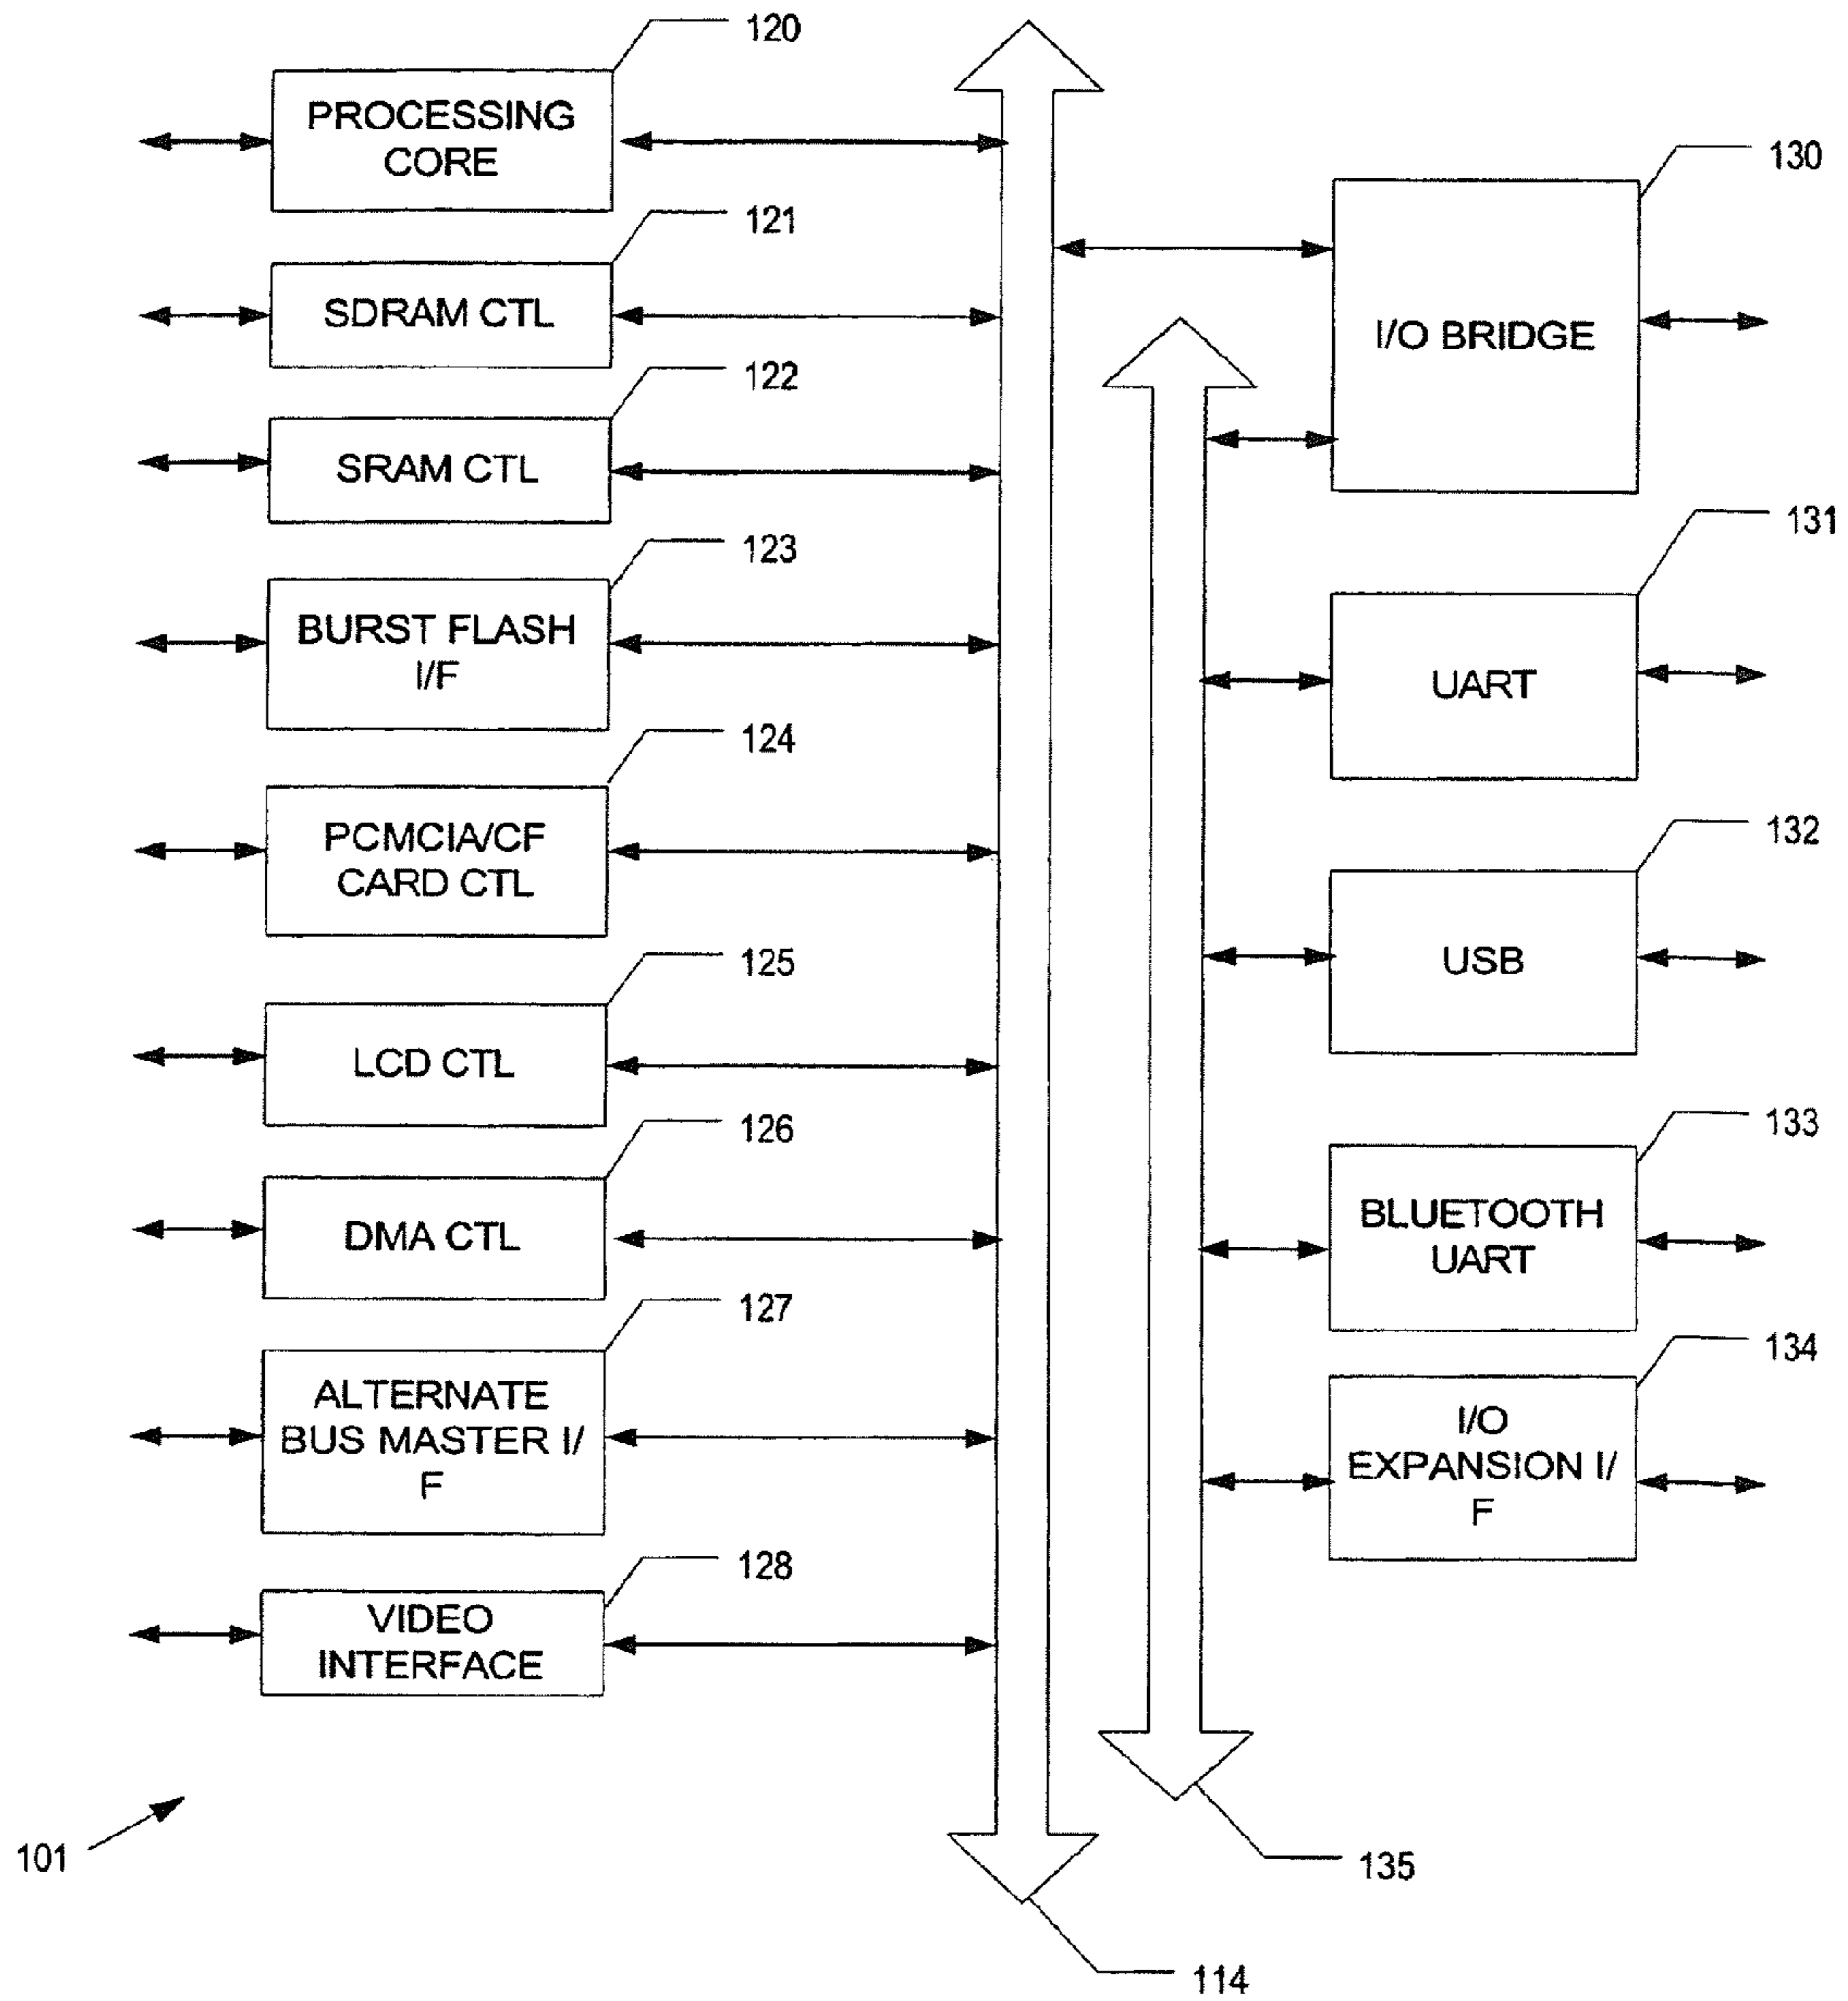 120
PROCESSING
CORE
121
SDRAM CTL
122
SRAM CTL
123
BURST FLASH
I/F
124
PCMCIA/CF
CARD CTL
125
LCD CTL
126
DMA CTL
127
ALTERNATE
BUS MASTER I/
F
128
VIDEO
INTERFACE
130
I/O BRIDGE
131
UART
132
USB
133
BLUETOOTH
UART
134
I/O
EXPANSION I/
F
101
135
114